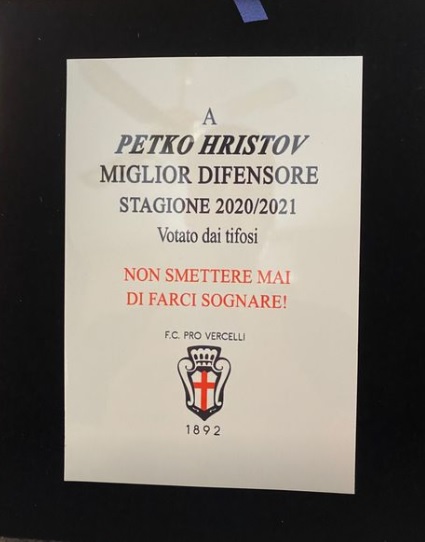 A
PETKO HRISTOV
MIGLIOR DIFENSORE
STAGIONE 2020/2021
Votato dai tifosi
NON SMETTERE MAI
DI FARCI SOGNARE!
F.C. PRO VERCELLI
1892